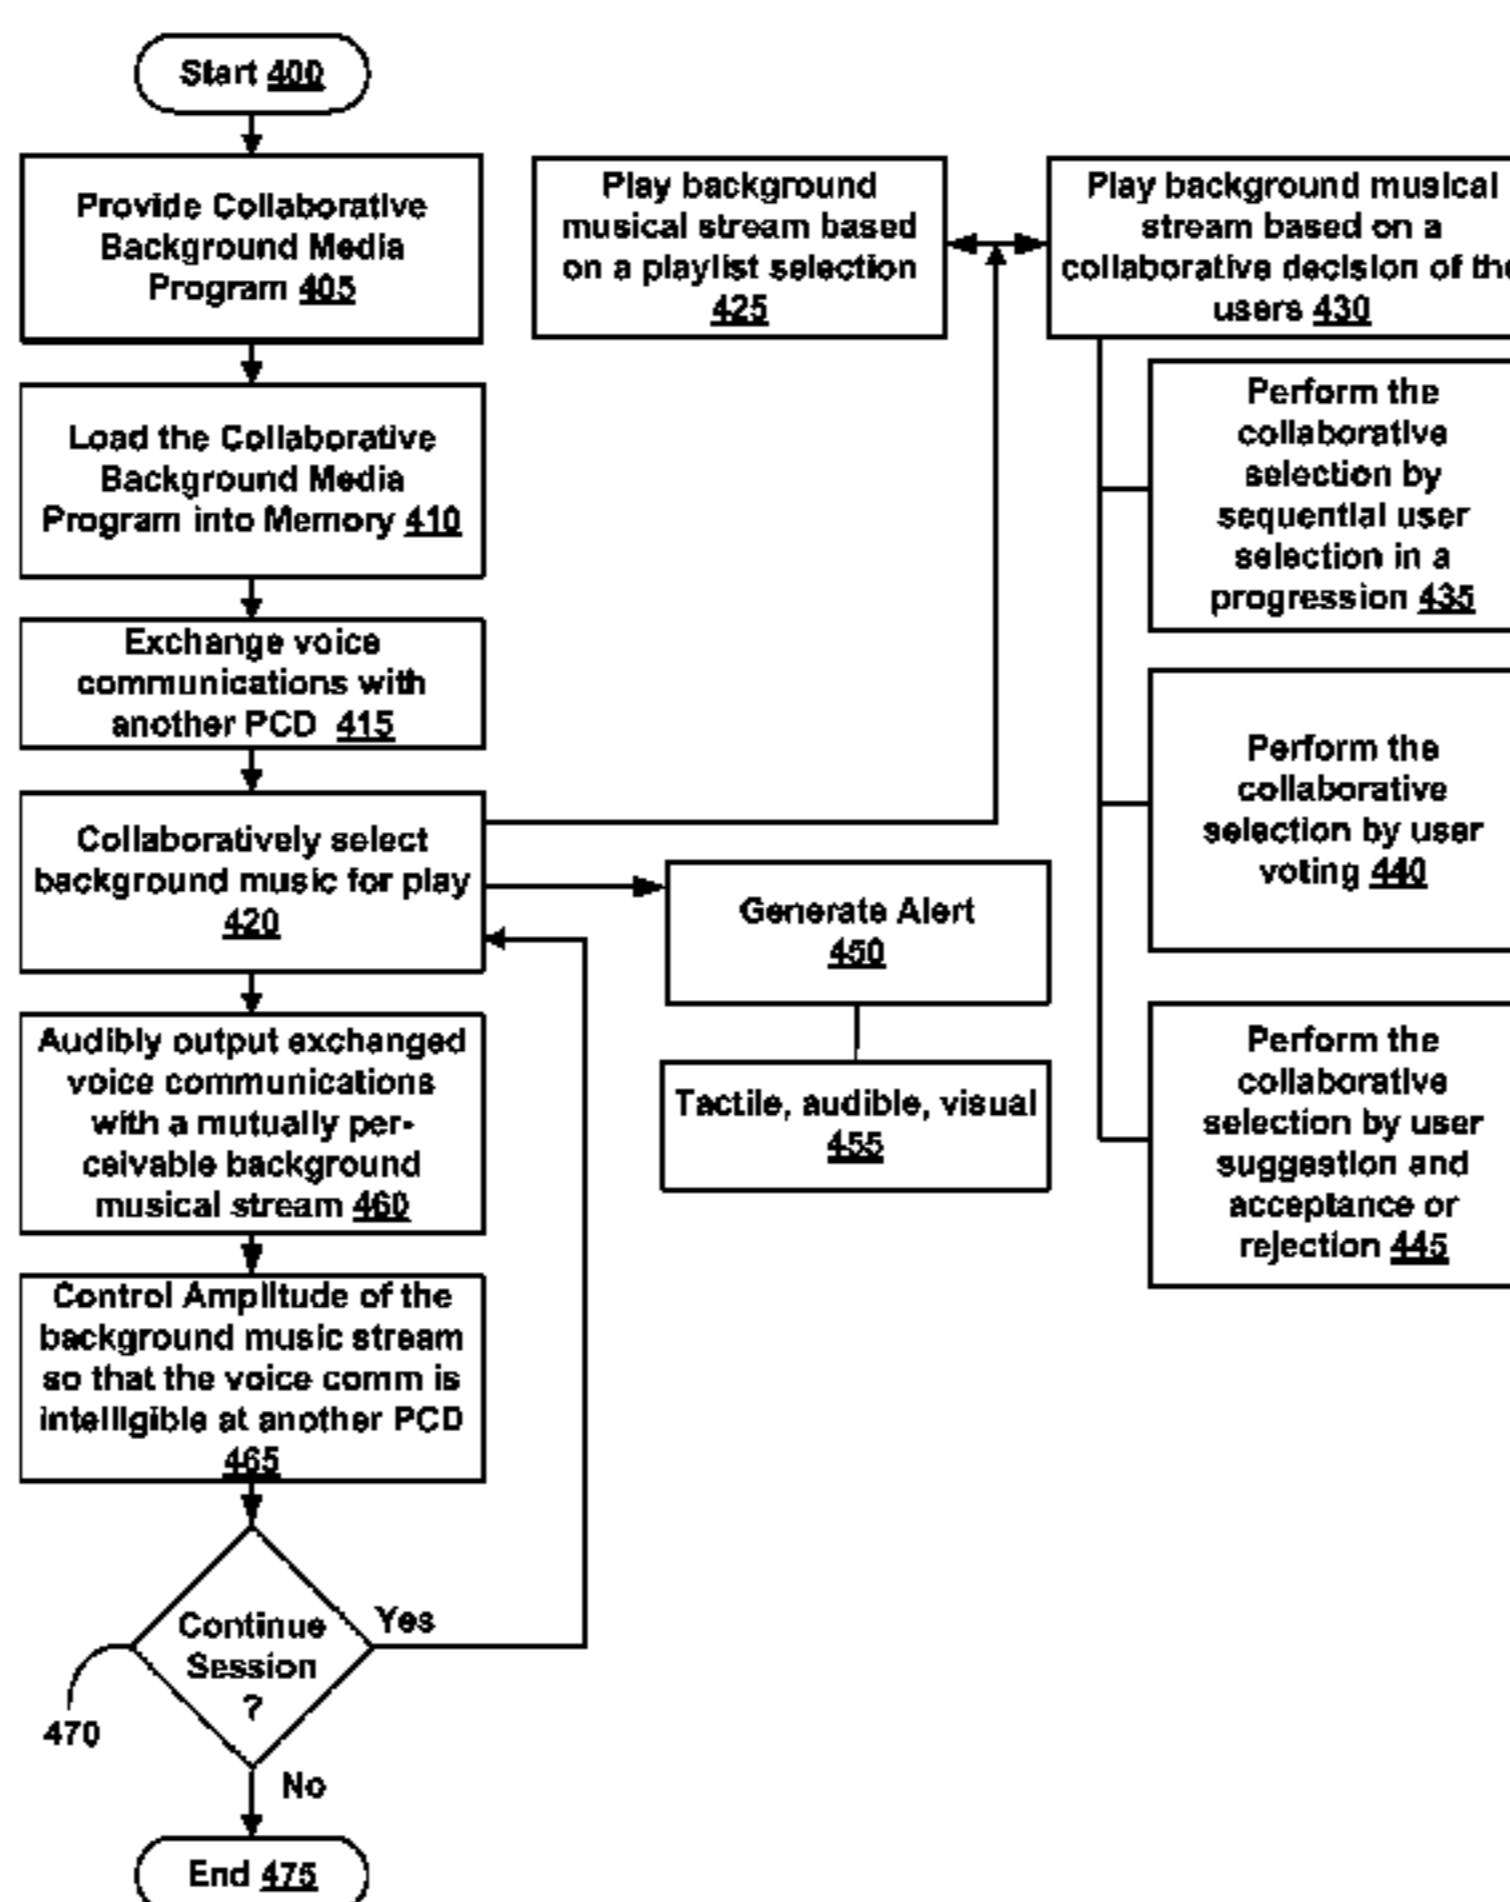 Start 400
Provide Collaborative
Background Media
Program 405
Load the Collaborative
Background Media
Program into Memory 410
Exchange voice
communications with
another PCD 415
Collaboratively select
background music for play
420
Audibly output exchanged
voice communications
with a mutually per-
ceivable background
musical stream 460
Control Amplitude of the
background music stream
so that the voice comm is
intelligible at another PCD
465
Continue
Session
?
Yes
470
No
End 475
Play background
musical stream based
on a playlist selection
425
Generate Alert
450
Tactile, audible, visual
455
Play background musical
stream based on a
collaborative decision of the
users 430
Perform the
collaborative
selection by
sequential user
selection in a
progression 435
Perform the
collaborative
selection by user
voting 440
Perform the
collaborative
selection by user
suggestion and
acceptance or
rejection 445